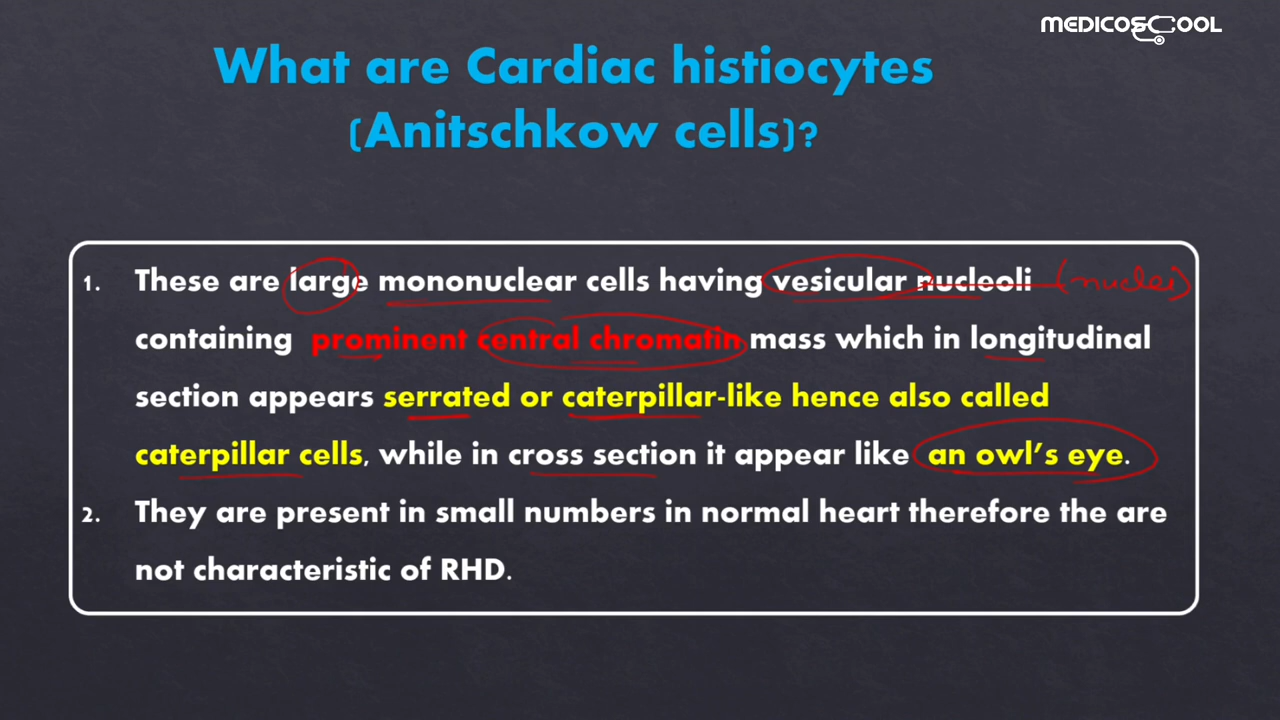 MEDICOSCOOL
What are Cardiac histiocytes
(Anitschkow cells)?
1. These are large mononuclear cells having vesicular nucleoli (nuclei)
containing prominent central chromatin mass which in longitudinal
section appears serrated or caterpillar-like hence also called
caterpillar cells, while in cross section it appear like an owl's eye.
2. They are present in small numbers in normal heart therefore the are
not characteristic of RHD.